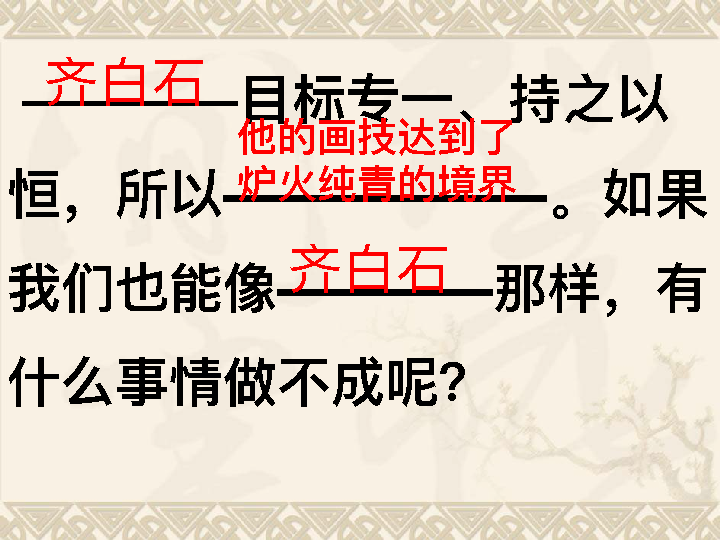 齐白石目标专一、持之以
他的画技达到了
恒，所以炉火纯青的境界。如果
我们也能像齐白石那样，有
什么事情做不成呢？